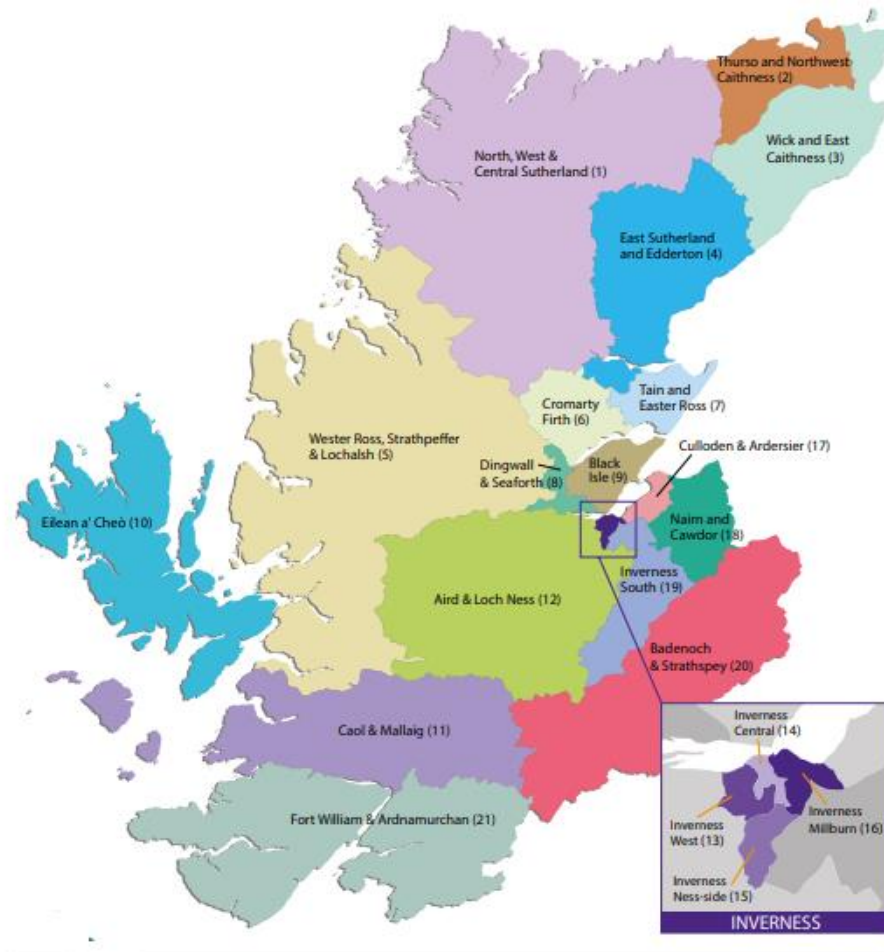 Thurso and Northwest
Caithness (2)
Wick and East
Caithness (3)
North, West &
Central Sutherland (1)
East Sutherland
and Edderton (4)
Tain and
Easter Ross (7)
Cromarty
Firth (6)
Wester Ross, Strathpeffer
& Lochalsh (5)
Culloden & Ardersier (17)
Dingwall
& Seaforth (8)
Black
Isle (9)
Eilean a' Cheò (10)
Nairn and
Cawdor (18)
Inverness
South (19)
Aird & Loch Ness (12)
Badenoch
& Strathspey (20)
Caol & Mallaig (11)
Fort William & Ardnamurchan (21)
Inverness
Central (14)
Inverness
Millburn (16)
Inverness
West (13)
Inverness
Ness-side (15)
INVERNESS